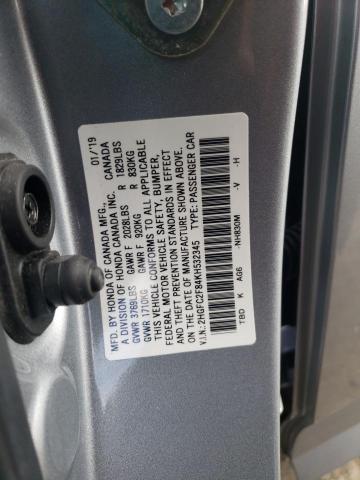 MFD. BY HONDA OF CANADA MFG.,
A DIVISION OF HONDA CANADA INC.
01/'19
CANADA
GVWR 3769LBS GAWR F 2028LBS R 1829LBS
GVWR 1710KG GAWR F 920KG R 830KG
THIS VEHICLE CONFORMS TO ALL APPLICABLE
FEDERAL MOTOR VEHICLE SAFETY, BUMPER,
AND THEFT PREVENTION STANDARDS IN EFFECT
ON THE DATE OF MANUFACTURE SHOWN ABOVE.
V.I.N.: 2HGFC2F84KH532345 TYPE: PASSENGER CAR
TBD K AG6 -NH830M -V -H